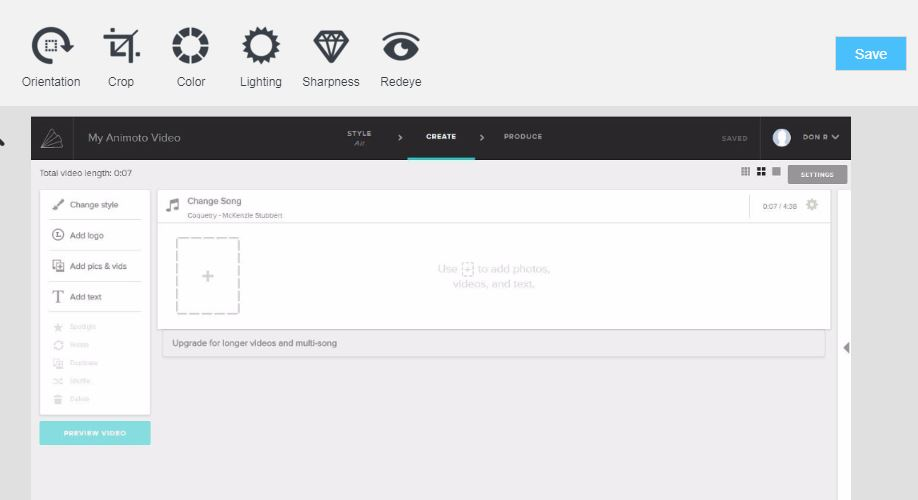 Orientation
Crop
Color
Lighting
Sharpness
Redeye
Save
My Animoto Video
STYLE
All
CREATE
PRODUCE
SAVED
DON R
Total video length: 0:07
SETTINGS
Change style
Add logo
Add pics & vids
Add text
Spotlight
Rotate
Duplicate
Shuffle
Delete
PREVIEW VIDEO
Change Song
Coquetry - McKenzie Stubbert
0:07 / 4:38
Use + to add photos,
videos, and text.
Upgrade for longer videos and multi-song